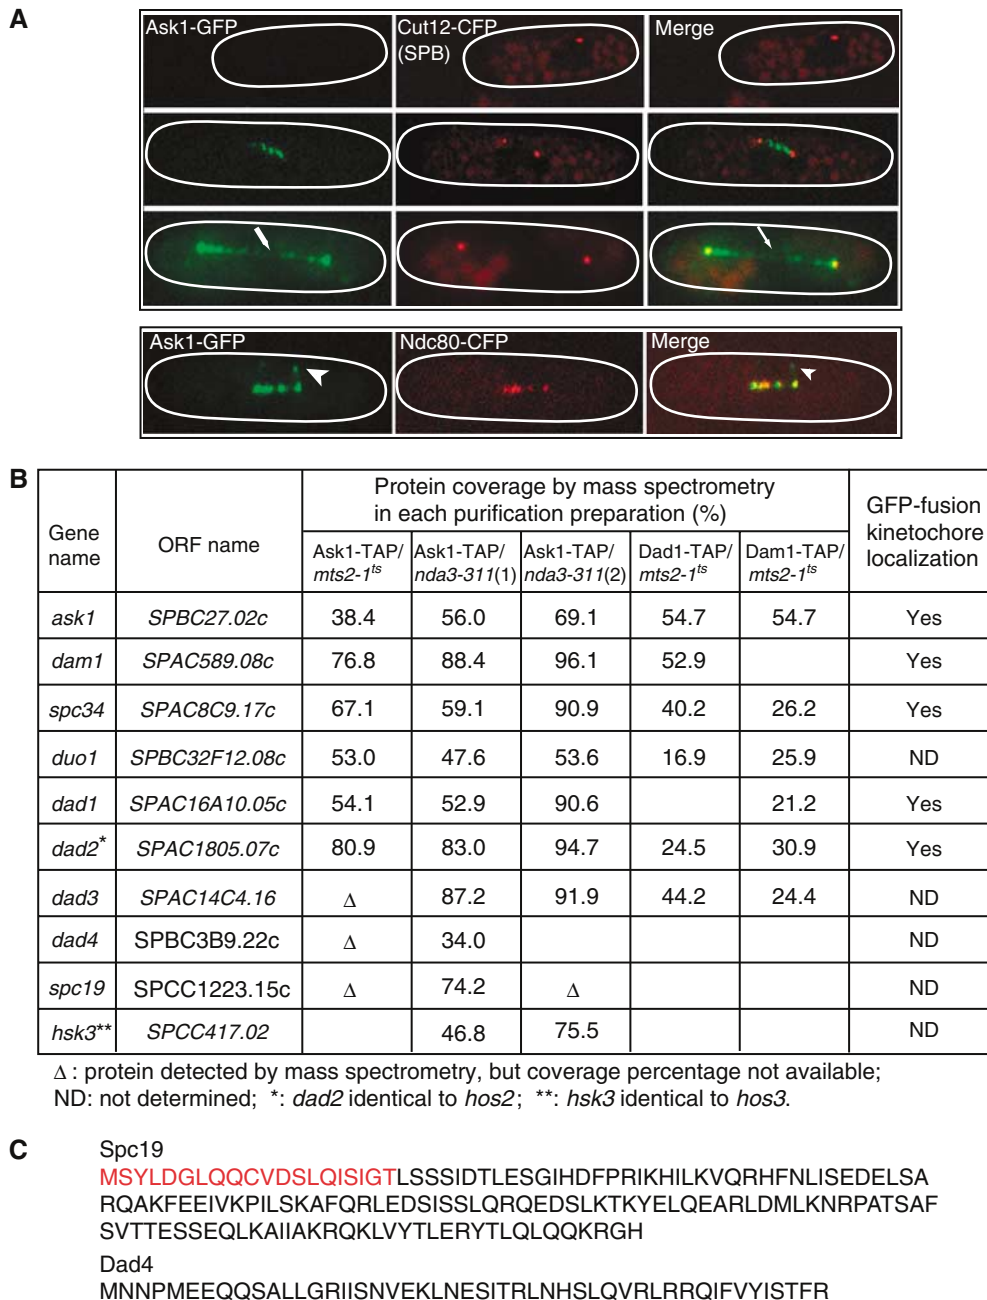 A
Ask1-GFP Cut12-CFP Merge
(SPB)
Ask1-GFP Ndc80-CFP Merge
B
Gene name ORF name Protein coverage by mass spectrometry in each purification preparation (%) GFP-fusion kinetochore localization
Ask1-TAP/ mts2-1ts Ask1-TAP/ nda3-311(1) Ask1-TAP/ nda3-311(2) Dad1-TAP/ mts2-1ts Dam1-TAP/ mts2-1ts
ask1 SPBC27.02c 38.4 56.0 69.1 54.7 54.7 Yes
dam1 SPAC589.08c 76.8 88.4 96.1 52.9 Yes
spc34 SPAC8C9.17c 67.1 59.1 90.9 40.2 26.2 Yes
duo1 SPBC32F12.08c 53.0 47.6 53.6 16.9 25.9 ND
dad1 SPAC16A10.05c 54.1 52.9 90.6 21.2 Yes
dad2* SPAC1805.07c 80.9 83.0 94.7 24.5 30.9 Yes
dad3 SPAC14C4.16 Δ 87.2 91.9 44.2 24.4 ND
dad4 SPBC3B9.22c Δ 34.0 ND
spc19 SPCC1223.15c Δ 74.2 Δ ND
hsk3** SPCC417.02 46.8 75.5 ND
Δ : protein detected by mass spectrometry, but coverage percentage not available;
ND: not determined; *: dad2 identical to hos2; **: hsk3 identical to hos3.
C
Spc19
MSYLDGLQQCVDSLQISIGTLSSSIDTLESGIHDFPRIKHILKVQRHFNLISEDELSA
RQAKFEEIVKPILSKAFQRLEDSISSLQRQEDSLKTKYELQEARLDMLKNRPATSAF
SVTTESSEQLKAIIAKRQKLVYTLERYTLQLQQKRGH
Dad4
MNNPMEEQQSALLGRIISNVEKLNESITRLNHSLQVRLRRQIFVYISTFR